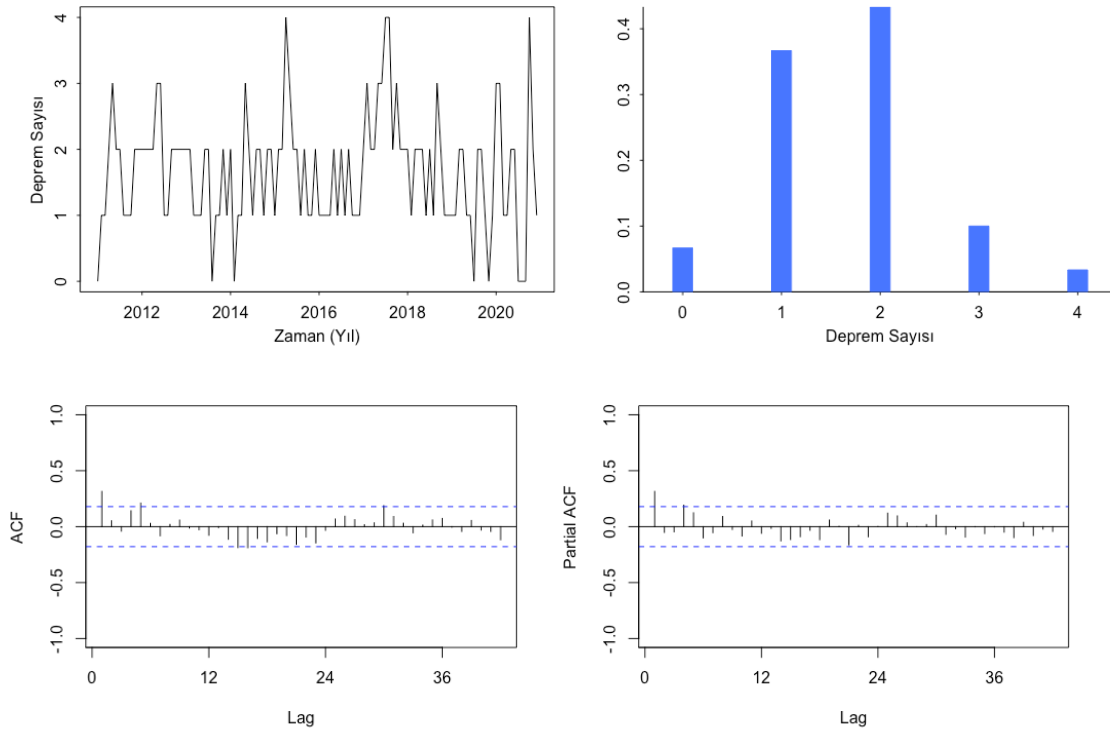 4
3
2
1
0
Deprem Sayısı
2012 2014 2016 2018 2020
Zaman (Yıl)
0.4
0.3
0.2
0.1
0.0
0 1 2 3 4
Deprem Sayısı
1.0
0.5
0.0
-0.5
-1.0
ACF
0 12 24 36
Lag
1.0
0.5
0.0
-0.5
-1.0
Partial ACF
0 12 24 36
Lag